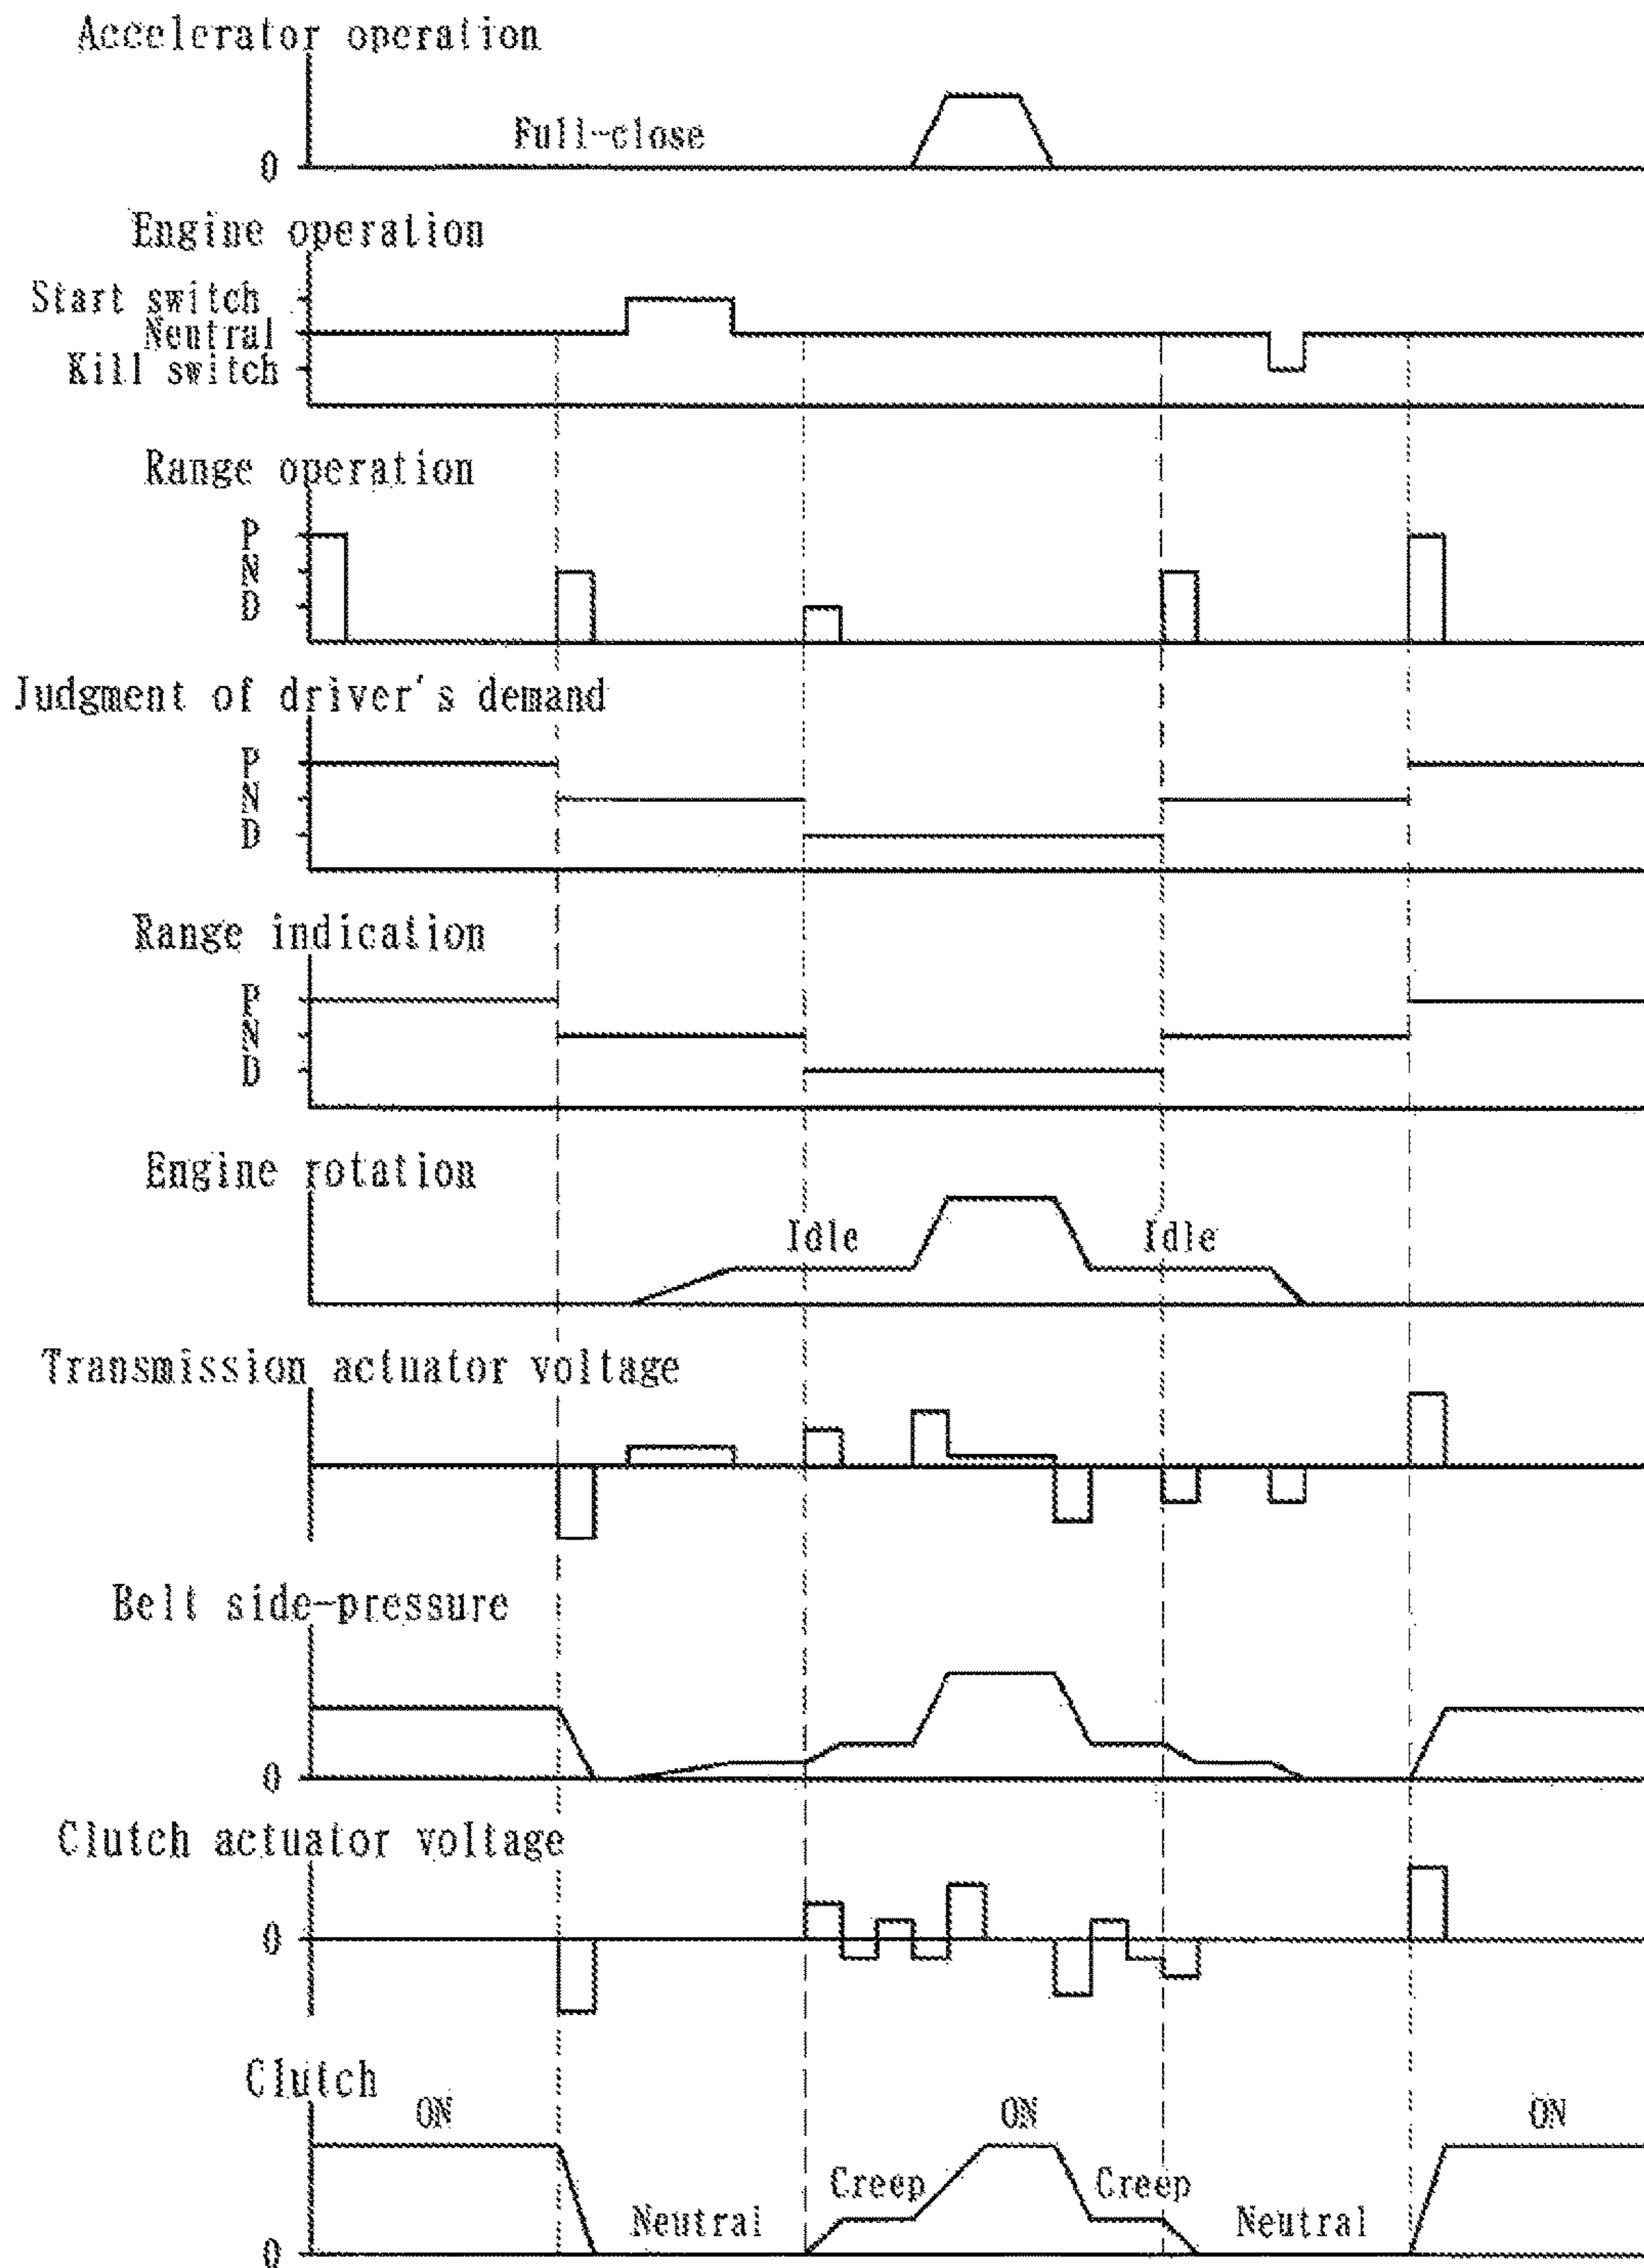 Accelerator operation
Full-close
0
Engine operation
Start switch
Neutral
Kill switch
Range operation
P
N
D
Judgment of driver's demand
P
N
D
Range indication
P
N
D
Engine rotation
Idle Idle
Transmission actuator voltage
Belt side-pressure
0
Clutch actuator voltage
0
Clutch
ON ON ON
Creep Creep
Neutral Neutral
0